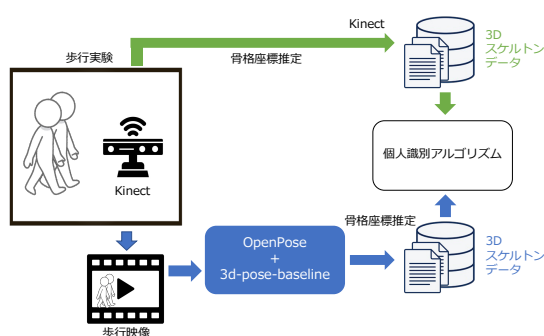 Kinect
歩行実験
骨格座標推定
3D
スケルトン
データ
Kinect
個人識別アルゴリズム
骨格座標推定
OpenPose
+
3d-pose-baseline
3D
スケルトン
データ
歩行映像